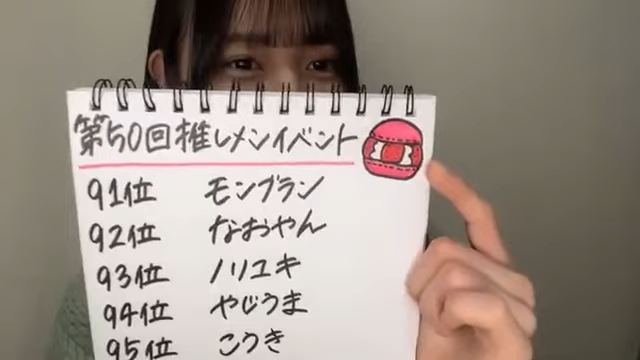 第50回推しメンイベント
91位 モンブラン
92位 なおやん
93位 ノリユキ
94位 やじうま
95位 こうき